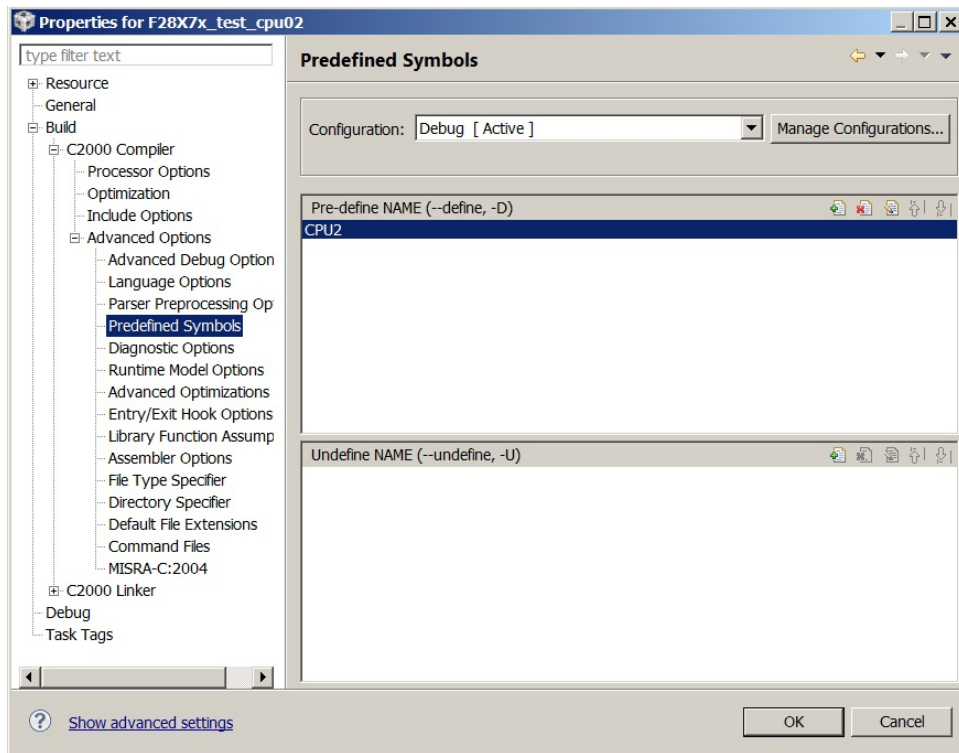 Properties for F28X7x_test_cpu02
type filter text
Resource
General
Build
C2000 Compiler
Processor Options
Optimization
Include Options
Advanced Options
Advanced Debug Option
Language Options
Parser Preprocessing Op
Predefined Symbols
Diagnostic Options
Runtime Model Options
Advanced Optimizations
Entry/Exit Hook Options
Library Function Assump
Assembler Options
File Type Specifier
Directory Specifier
Default File Extensions
Command Files
MISRA-C:2004
C2000 Linker
Debug
Task Tags
Predefined Symbols
Configuration: Debug [ Active ] Manage Configurations...
Pre-define NAME (--define, -D)
CPU2
Undefine NAME (--undefine, -U)
Show advanced settings
OK Cancel